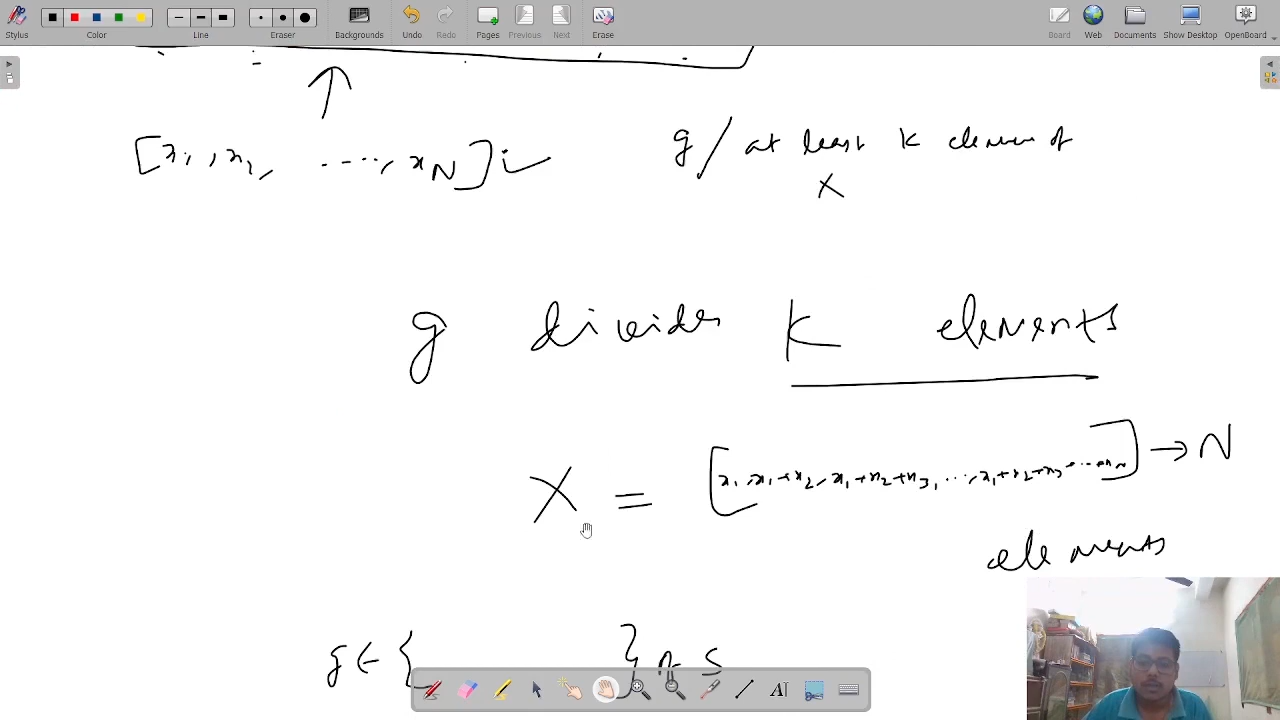 Stylus Color Line Eraser Backgrounds Undo Redo Pages Previous Next Erase Board Web Documents Show Desktop OpenBoard
[x1, x2, ...., xN];
g / at least k element of
X
g divides K elements
X = [x1, x1+x2, x1+x2+x3, ..., x1+x2+x3+...+xN] → N
elements
g ∈ { }